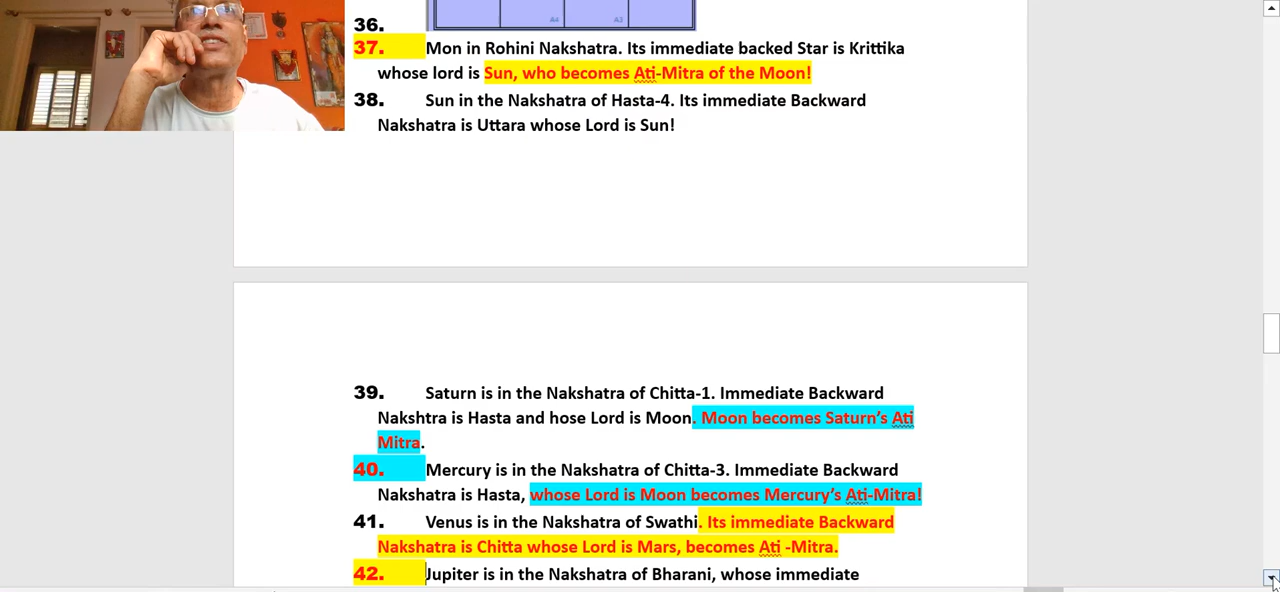 A4 A3
36.
37. Mon in Rohini Nakshatra. Its immediate backed Star is Krittika
whose lord is Sun, who becomes Ati-Mitra of the Moon!
38. Sun in the Nakshatra of Hasta-4. Its immediate Backward
Nakshatra is Uttara whose Lord is Sun!
39. Saturn is in the Nakshatra of Chitta-1. Immediate Backward
Nakshtra is Hasta and hose Lord is Moon. Moon becomes Saturn’s Ati
Mitra.
40. Mercury is in the Nakshatra of Chitta-3. Immediate Backward
Nakshatra is Hasta, whose Lord is Moon becomes Mercury’s Ati-Mitra!
41. Venus is in the Nakshatra of Swathi. Its immediate Backward
Nakshatra is Chitta whose Lord is Mars, becomes Ati -Mitra.
42. Jupiter is in the Nakshatra of Bharani, whose immediate